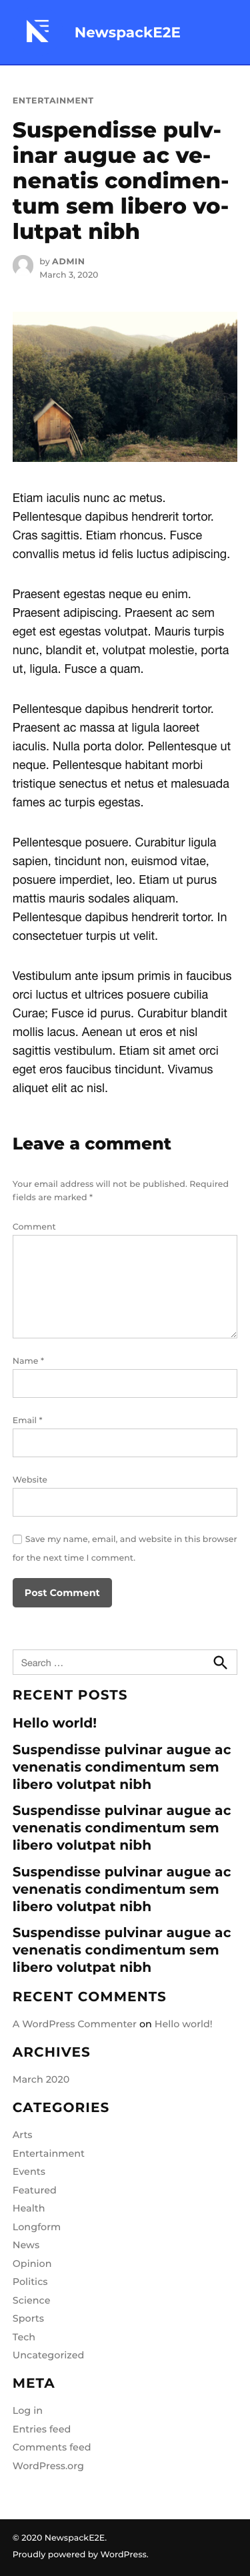 NewspackE2E
ENTERTAINMENT
Suspendisse pulv-
inar augue ac ve-
nenatis condimen-
tum sem libero vo-
lutpat nibh
by ADMIN
March 3, 2020
Etiam iaculis nunc ac metus.
Pellentesque dapibus hendrerit tortor.
Cras sagittis. Etiam rhoncus. Fusce
convallis metus id felis luctus adipiscing.
Praesent egestas neque eu enim.
Praesent adipiscing. Praesent ac sem
eget est egestas volutpat. Mauris turpis
nunc, blandit et, volutpat molestie, porta
ut, ligula. Fusce a quam.
Pellentesque dapibus hendrerit tortor.
Praesent ac massa at ligula laoreet
iaculis. Nulla porta dolor. Pellentesque ut
neque. Pellentesque habitant morbi
tristique senectus et netus et malesuada
fames ac turpis egestas.
Pellentesque posuere. Curabitur ligula
sapien, tincidunt non, euismod vitae,
posuere imperdiet, leo. Etiam ut purus
mattis mauris sodales aliquam.
Pellentesque dapibus hendrerit tortor. In
consectetuer turpis ut velit.
Vestibulum ante ipsum primis in faucibus
orci luctus et ultrices posuere cubilia
Curae; Fusce id purus. Curabitur blandit
mollis lacus. Aenean ut eros et nisl
sagittis vestibulum. Etiam sit amet orci
eget eros faucibus tincidunt. Vivamus
aliquet elit ac nisl.
Leave a comment
Your email address will not be published. Required
fields are marked *
Comment
Name *
Email *
Website
Save my name, email, and website in this browser
for the next time I comment.
Post Comment
Search …
RECENT POSTS
Hello world!
Suspendisse pulvinar augue ac
venenatis condimentum sem
libero volutpat nibh
Suspendisse pulvinar augue ac
venenatis condimentum sem
libero volutpat nibh
Suspendisse pulvinar augue ac
venenatis condimentum sem
libero volutpat nibh
Suspendisse pulvinar augue ac
venenatis condimentum sem
libero volutpat nibh
RECENT COMMENTS
A WordPress Commenter on Hello world!
ARCHIVES
March 2020
CATEGORIES
Arts
Entertainment
Events
Featured
Health
Longform
News
Opinion
Politics
Science
Sports
Tech
Uncategorized
META
Log in
Entries feed
Comments feed
WordPress.org
© 2020 NewspackE2E.
Proudly powered by WordPress.